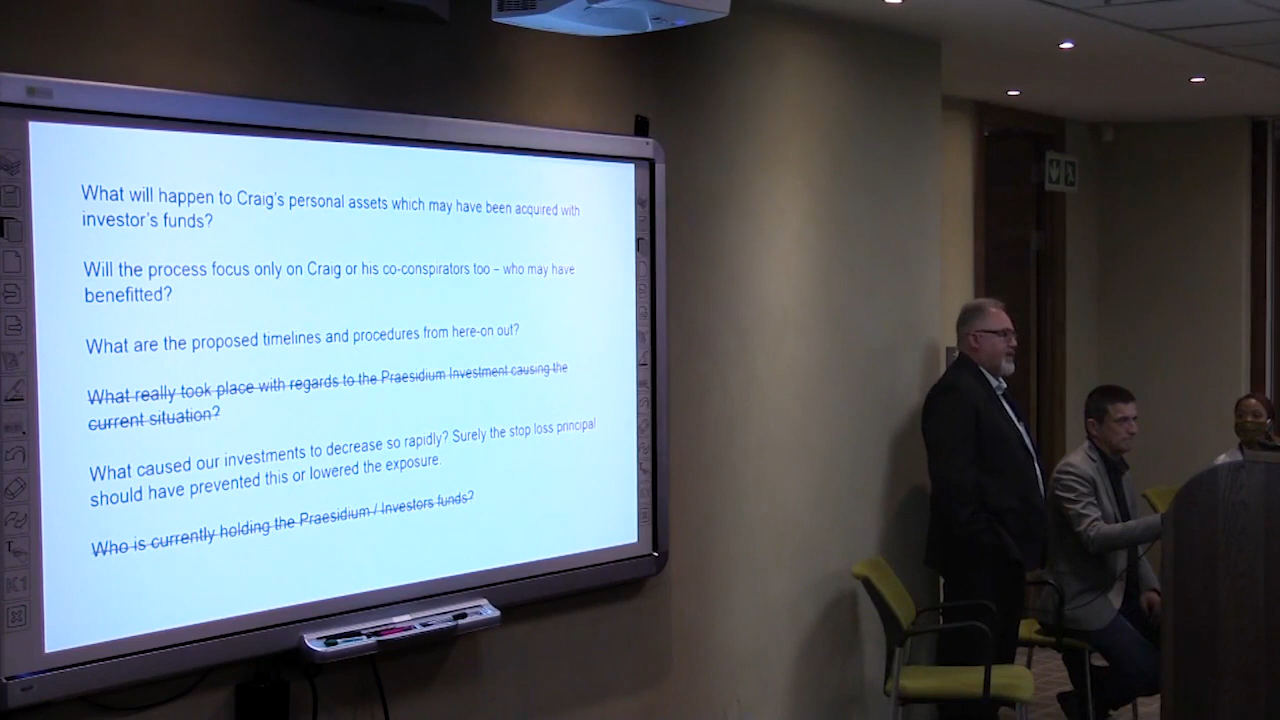 What will happen to Craig's personal assets which may have been acquired with
investor's funds?
Will the process focus only on Craig or his co-conspirators too – who may have
benefitted?
What are the proposed timelines and procedures from here-on out?
What really took place with regards to the Praesidium Investment causing the
current situation?
What caused our investments to decrease so rapidly? Surely the stop loss principal
should have prevented this or lowered the exposure.
Who is currently holding the Praesidium / Investors funds?
K1